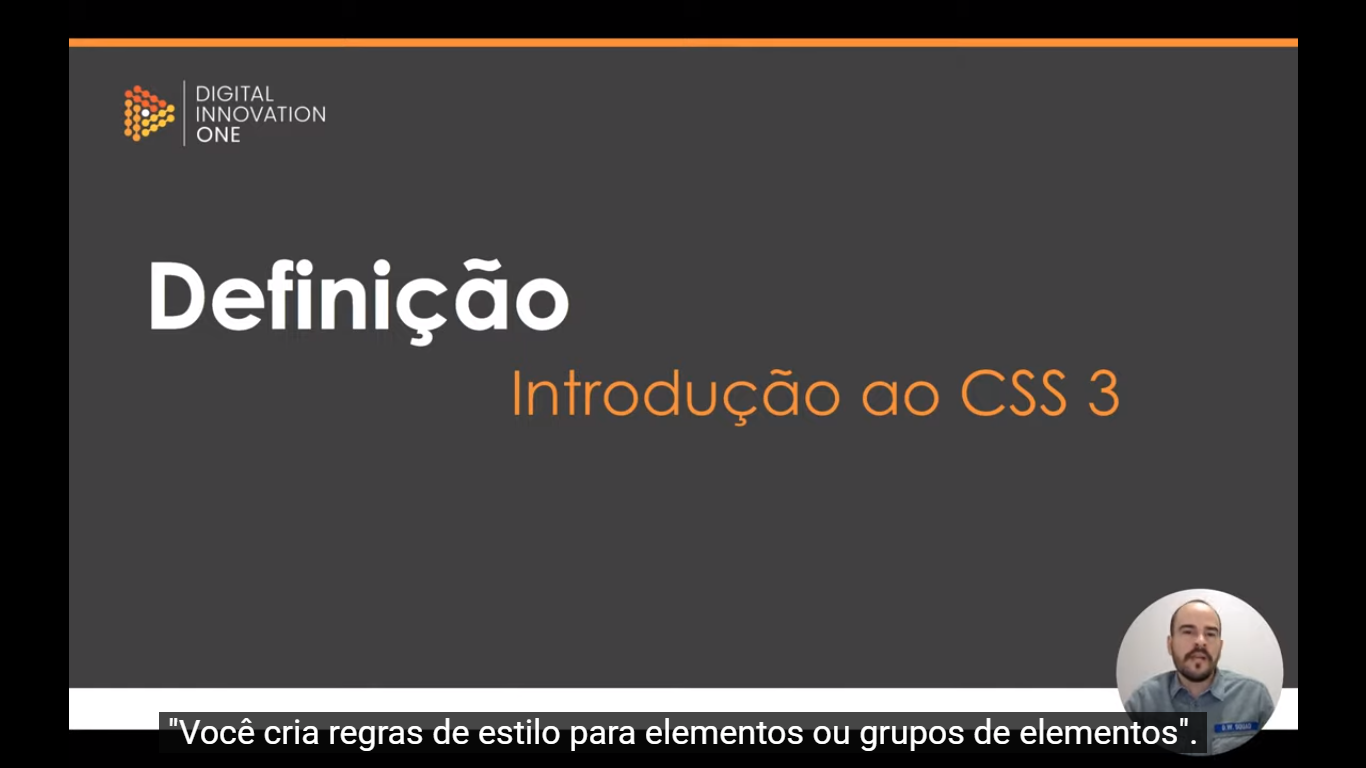 DIGITAL
INNOVATION
ONE
Definição
Introdução ao CSS 3
"Você cria regras de estilo para elementos ou grupos de elementos".